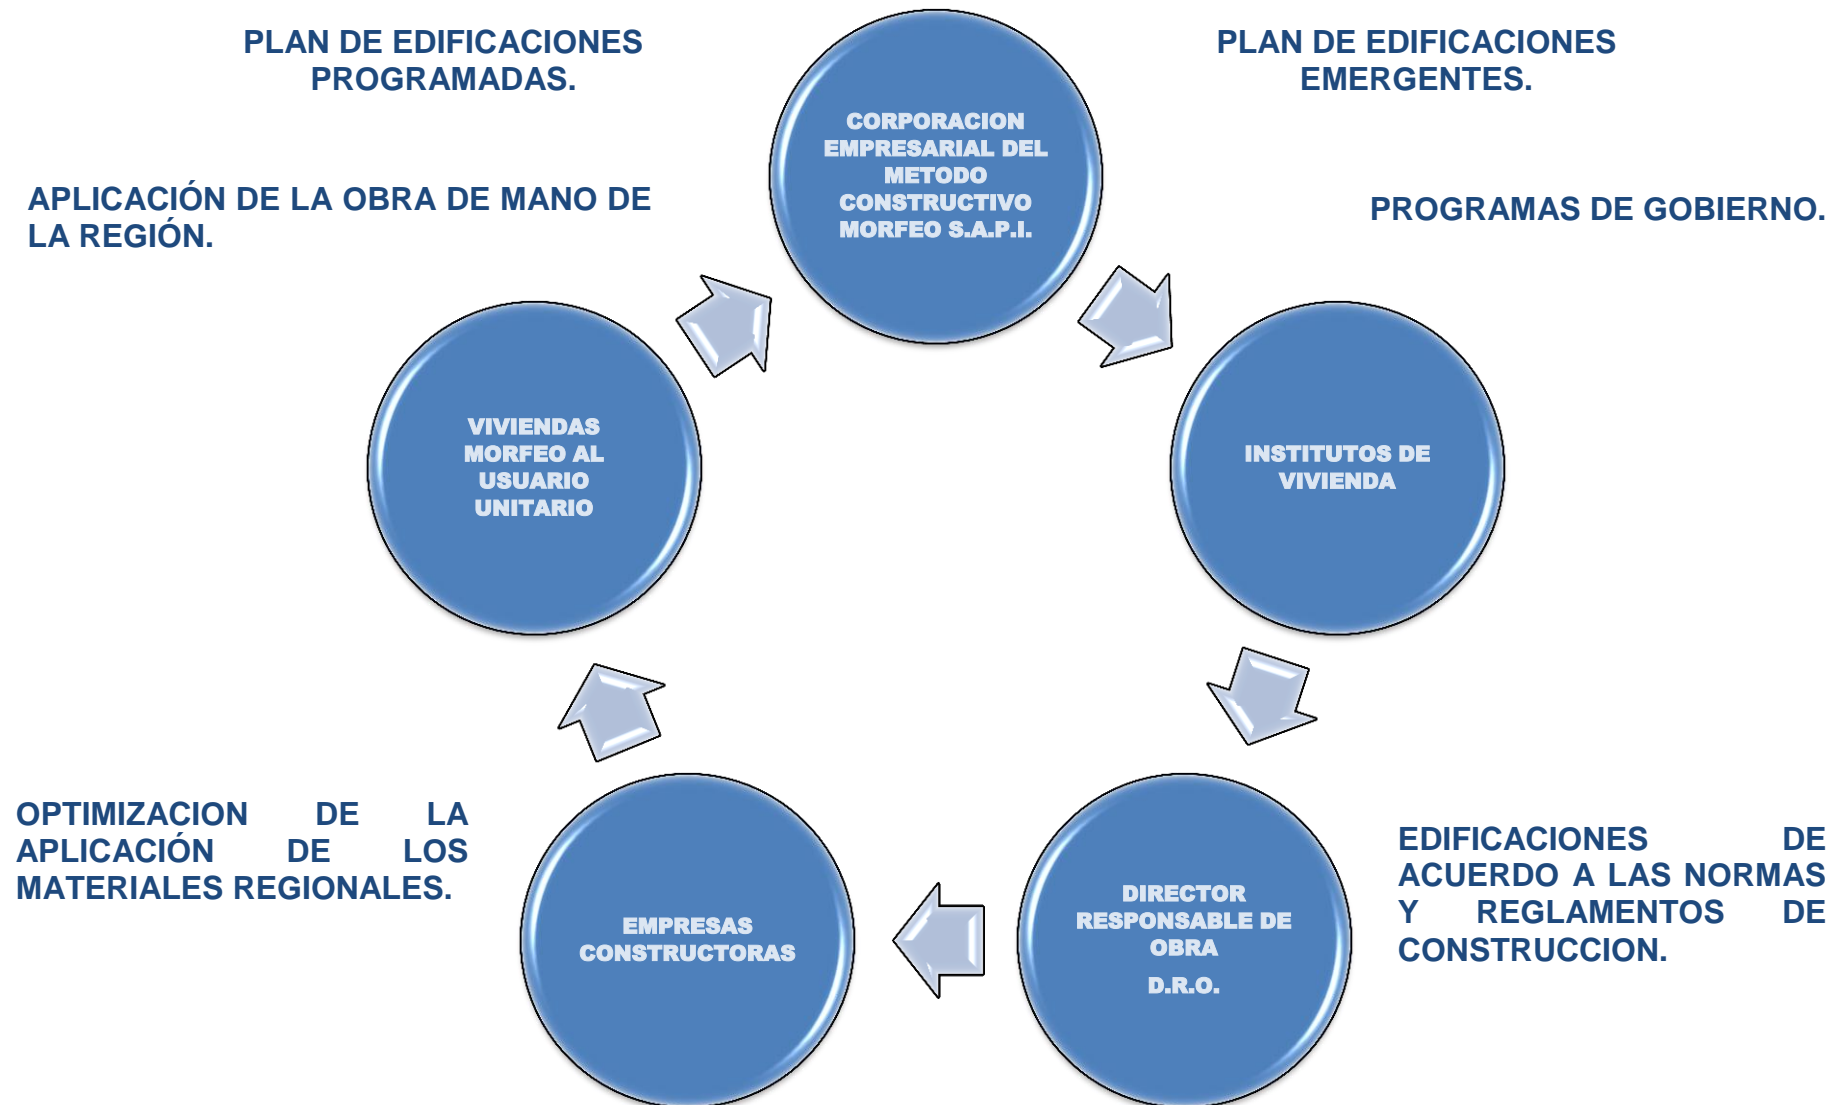 PLAN DE EDIFICACIONES
PROGRAMADAS.
PLAN DE EDIFICACIONES
EMERGENTES.
CORPORACION
EMPRESARIAL DEL
METODO
CONSTRUCTIVO
MORFEO S.A.P.I.
APLICACIÓN DE LA OBRA DE MANO DE
LA REGIÓN.
PROGRAMAS DE GOBIERNO.
VIVIENDAS
MORFEO AL
USUARIO
UNITARIO
INSTITUTOS DE
VIVIENDA
OPTIMIZACION DE LA
APLICACIÓN DE LOS
MATERIALES REGIONALES.
EMPRESAS
CONSTRUCTORAS
DIRECTOR
RESPONSABLE DE
OBRA
D.R.O.
EDIFICACIONES DE
ACUERDO A LAS NORMAS
Y REGLAMENTOS DE
CONSTRUCCION.